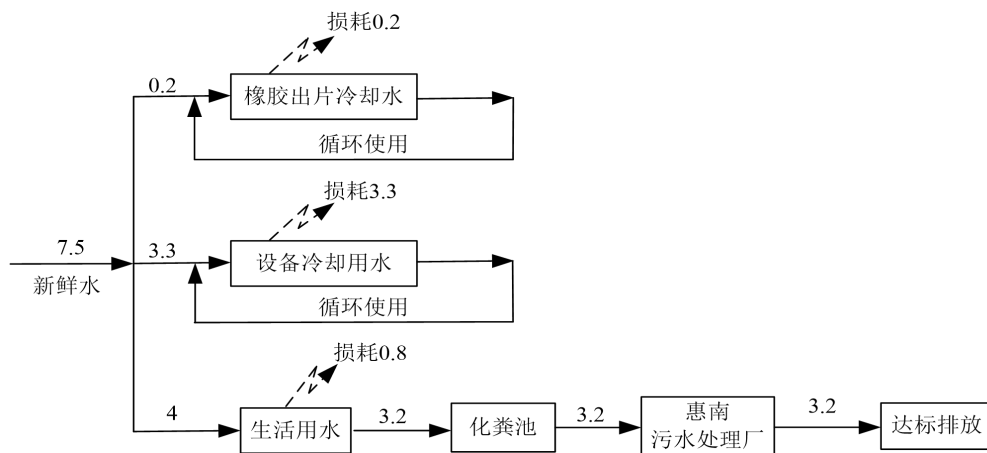 损耗0.2
0.2
橡胶出片冷却水
循环使用
损耗3.3
7.5
3.3
新鲜水
设备冷却用水
循环使用
损耗0.8
4
生活用水
3.2
化粪池
3.2
惠南
污水处理厂
3.2
达标排放